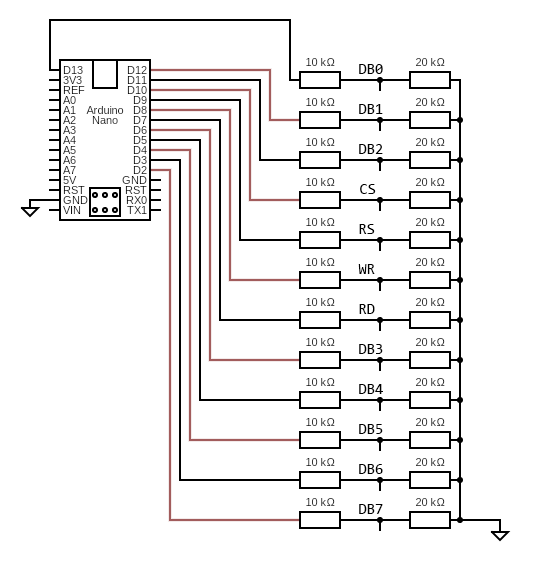 D13
3V3
REF
A0
A1
A2
A3
A4
A5
A6
A7
5V
RST
GND
VIN
Arduino
Nano
D12
D11
D10
D9
D8
D7
D6
D5
D4
D3
D2
GND
RST
RX0
TX1
10 kΩ DB0 20 kΩ
10 kΩ DB1 20 kΩ
10 kΩ DB2 20 kΩ
10 kΩ CS 20 kΩ
10 kΩ RS 20 kΩ
10 kΩ WR 20 kΩ
10 kΩ RD 20 kΩ
10 kΩ DB3 20 kΩ
10 kΩ DB4 20 kΩ
10 kΩ DB5 20 kΩ
10 kΩ DB6 20 kΩ
10 kΩ DB7 20 kΩ